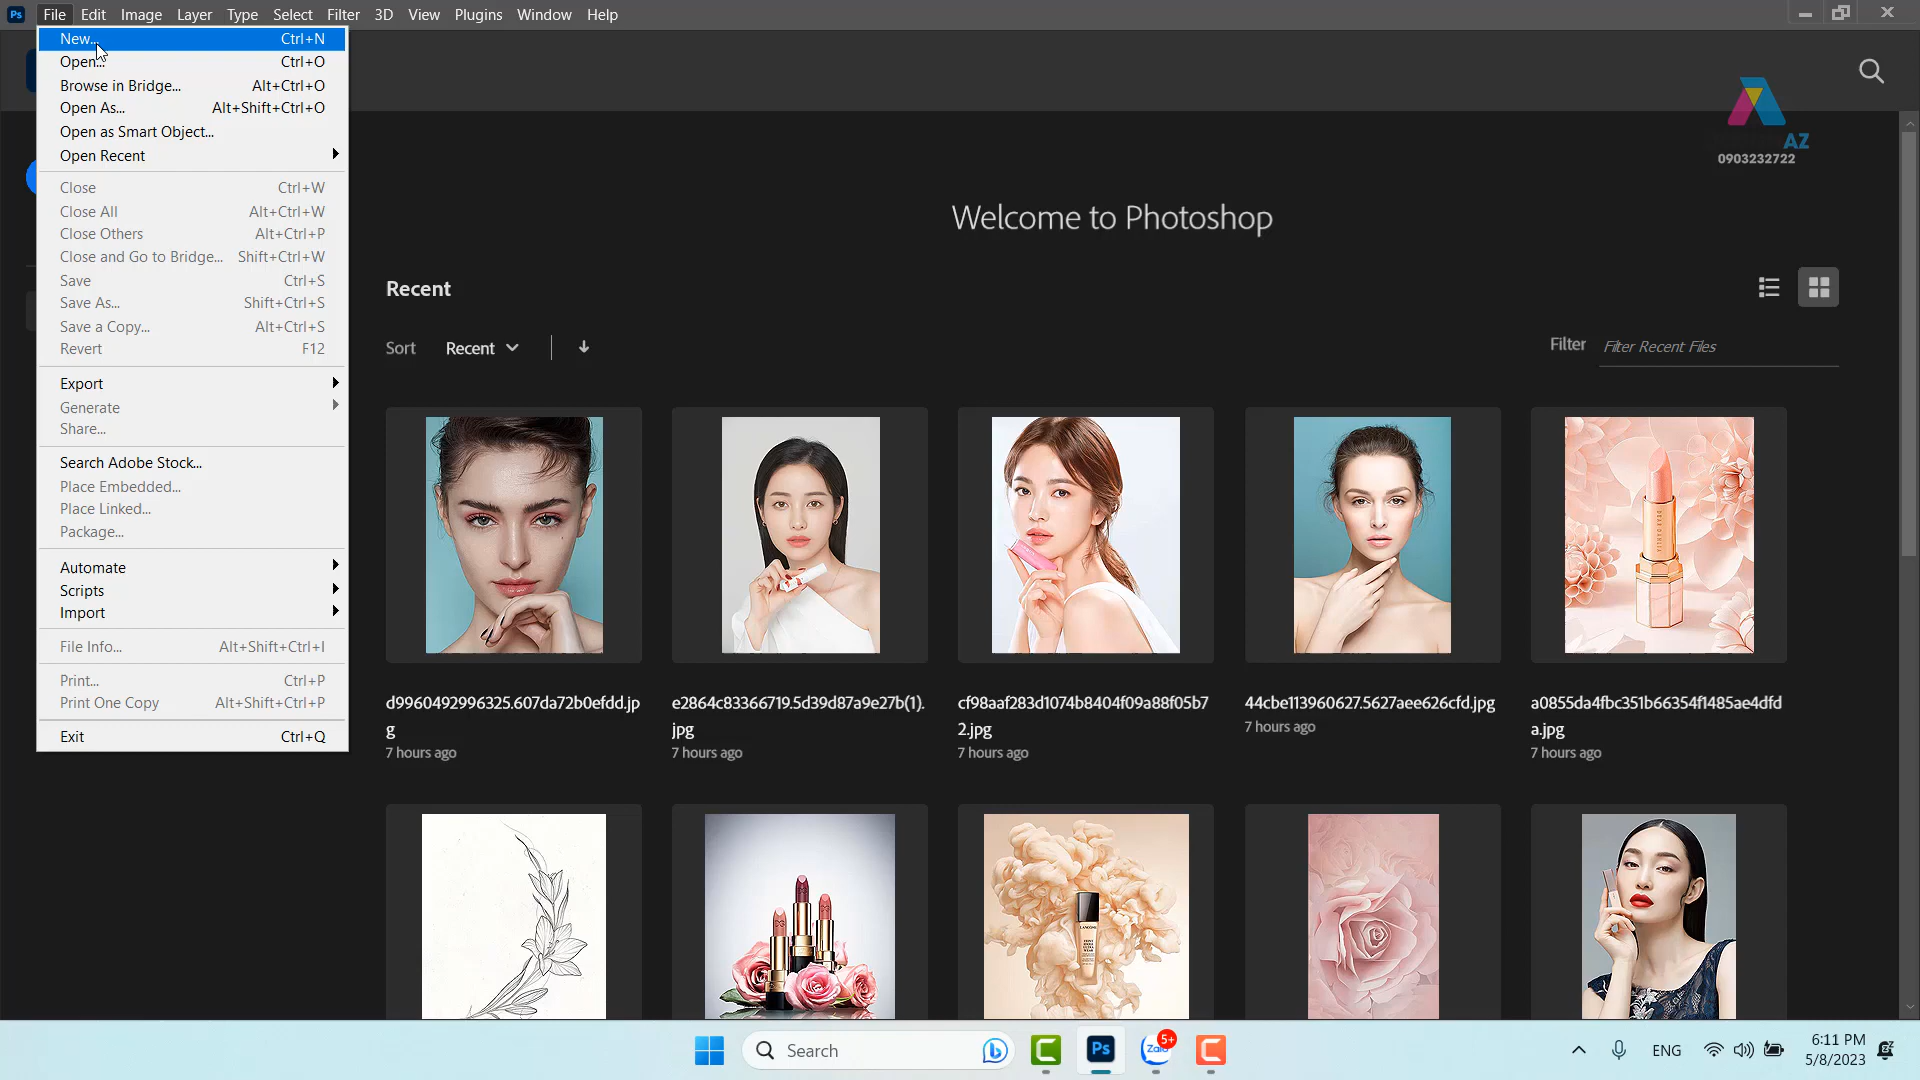 Ps File Edit Image Layer Type Select Filter 3D View Plugins Window Help
New... Ctrl+N
Open... Ctrl+O
Browse in Bridge... Alt+Ctrl+O
Open As... Alt+Shift+Ctrl+O
Open as Smart Object...
Open Recent
Close Ctrl+W
Close All Alt+Ctrl+W
Close Others Alt+Ctrl+P
Close and Go to Bridge... Shift+Ctrl+W
Save Ctrl+S
Save As... Shift+Ctrl+S
Save a Copy... Alt+Ctrl+S
Revert F12
Export
Generate
Share...
Search Adobe Stock...
Place Embedded...
Place Linked...
Package...
Automate
Scripts
Import
File Info... Alt+Shift+Ctrl+I
Print... Ctrl+P
Print One Copy Alt+Shift+Ctrl+P
Exit Ctrl+Q
AZ
0903232722
Welcome to Photoshop
Recent
Sort Recent
Filter Filter Recent Files
d9960492996325.607da72b0efdd.jp
g
7 hours ago
e2864c83366719.5d39d87a9e27b(1).
jpg
7 hours ago
cf98aaf283d1074b8404f09a88f05b7
2.jpg
7 hours ago
44cbe113960627.5627aee626cfd.jpg
7 hours ago
a0855da4fbc351b66354f1485ae4dfd
a.jpg
7 hours ago
LANCOME
Search
Ps
Zalo
5+
ENG
6:11 PM
5/8/2023